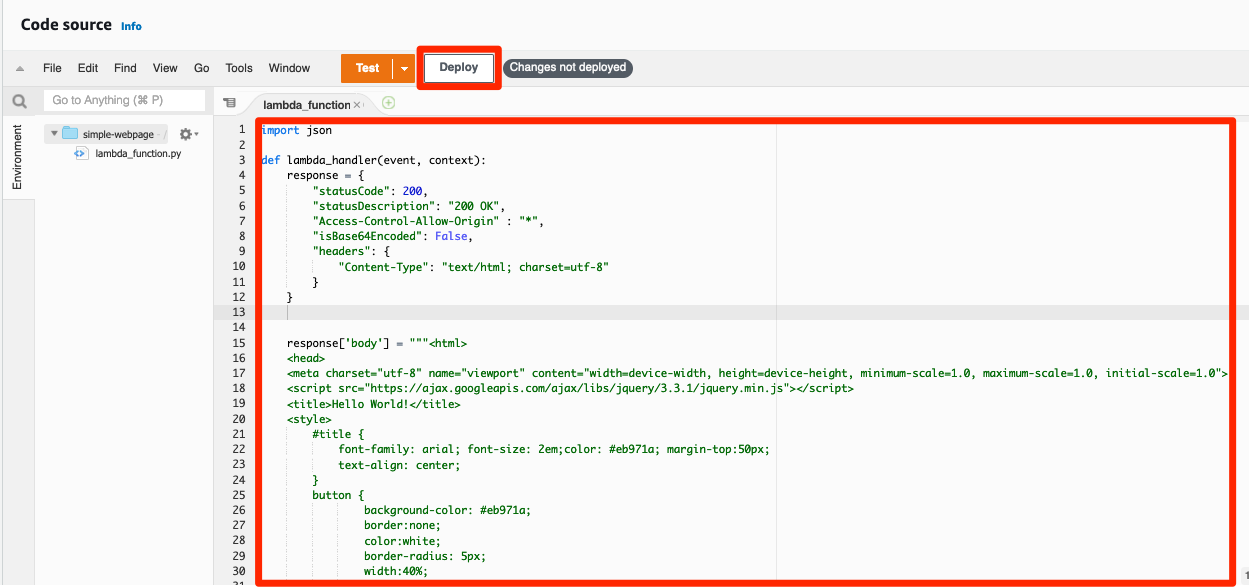 Code source Info
File Edit Find View Go Tools Window Test Deploy Changes not deployed
Go to Anything (⌘ P)
lambda_function
Environment
simple-webpage - /
lambda_function.py
1 import json
2
3 def lambda_handler(event, context):
4     response = {
5         "statusCode": 200,
6         "statusDescription": "200 OK",
7         "Access-Control-Allow-Origin" : "*",
8         "isBase64Encoded": False,
9         "headers": {
10             "Content-Type": "text/html; charset=utf-8"
11         }
12     }
13
14
15     response['body'] = """<html>
16     <head>
17     <meta charset="utf-8" name="viewport" content="width=device-width, height=device-height, minimum-scale=1.0, maximum-scale=1.0, initial-scale=1.0">
18     <script src="https://ajax.googleapis.com/ajax/libs/jquery/3.3.1/jquery.min.js"></script>
19     <title>Hello World!</title>
20     <style>
21         #title {
22             font-family: arial; font-size: 2em;color: #eb971a; margin-top:50px;
23             text-align: center;
24         }
25         button {
26                 background-color: #eb971a;
27                 border:none;
28                 color:white;
29                 border-radius: 5px;
30                 width:40%;